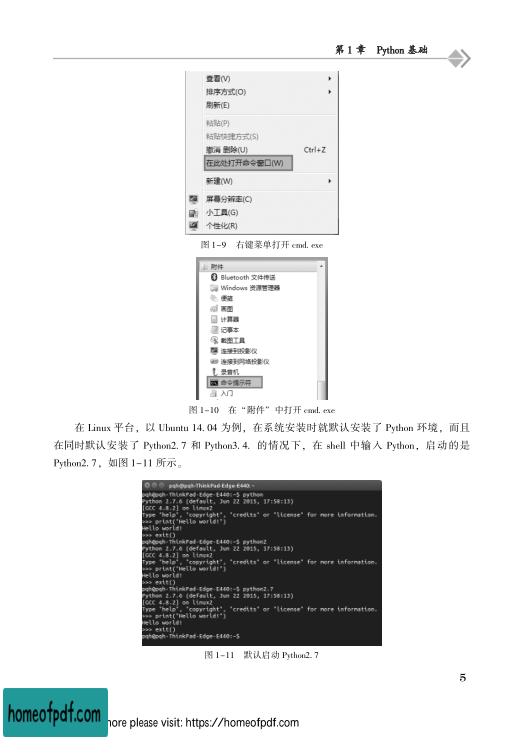 第 1 章　Python 基础
查看(V)
排序方式(O)
刷新(E)
粘贴(P)
粘贴快捷方式(S)
撤消 删除(U)　Ctrl+Z
在此处打开命令窗口(W)
新建(W)
屏幕分辨率(C)
小工具(G)
个性化(R)
图 1-9　右键菜单打开 cmd. exe
附件
Bluetooth 文件传送
Windows 资源管理器
便笺
画图
计算器
记事本
截图工具
连接到投影仪
连接到网络投影仪
录音机
命令提示符
入门
图 1-10　在“附件”中打开 cmd. exe
在 Linux 平台，以 Ubuntu 14. 04 为例，在系统安装时就默认安装了 Python 环境，而且
在同时默认安装了 Python2. 7 和 Python3. 4. 的情况下，在 shell 中输入 Python，启动的是
Python2. 7，如图 1-11 所示。
pqh@pqh-ThinkPad-Edge-E440: ~
pqh@pqh-ThinkPad-Edge-E440:~$ python
Python 2.7.6 (default, Jun 22 2015, 17:58:13)
[GCC 4.8.2] on linux2
Type "help", "copyright", "credits" or "license" for more information.
>>> print("Hello world!")
Hello world!
>>> exit()
pqh@pqh-ThinkPad-Edge-E440:~$ python2
Python 2.7.6 (default, Jun 22 2015, 17:58:13)
[GCC 4.8.2] on linux2
Type "help", "copyright", "credits" or "license" for more information.
>>> print("Hello world!")
Hello world!
>>> exit()
pqh@pqh-ThinkPad-Edge-E440:~$ python2.7
Python 2.7.6 (default, Jun 22 2015, 17:58:13)
[GCC 4.8.2] on linux2
Type "help", "copyright", "credits" or "license" for more information.
>>> print("Hello world!")
Hello world!
>>> exit()
pqh@pqh-ThinkPad-Edge-E440:~$
图 1-11　默认启动 Python2. 7
5
homeofpdf.com
more please visit: https://homeofpdf.com